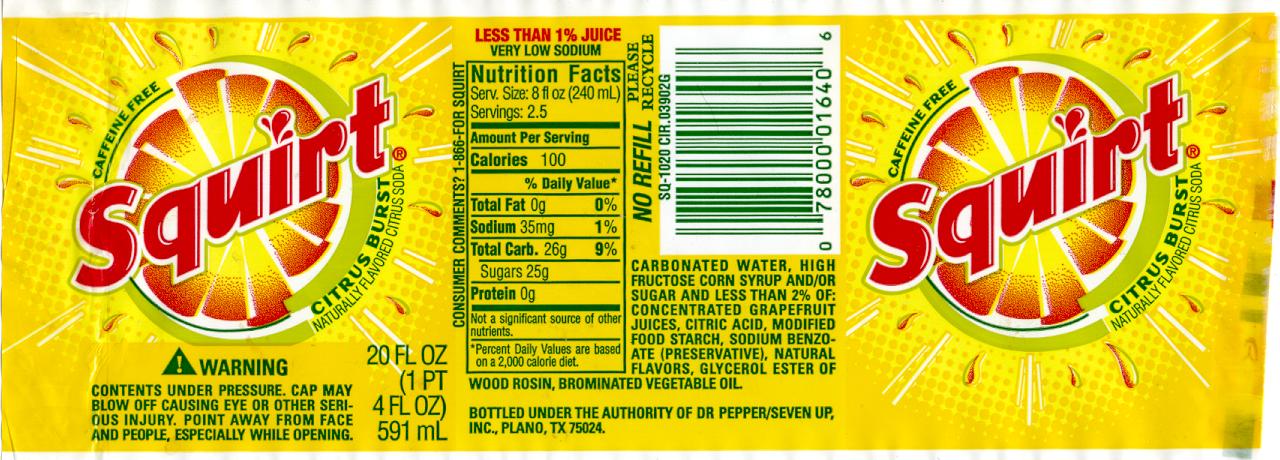 CAFFEINE FREE
Squirt®
CITRUS BURST
NATURALLY FLAVORED CITRUS SODA
WARNING
CONTENTS UNDER PRESSURE. CAP MAY
BLOW OFF CAUSING EYE OR OTHER SERI-
OUS INJURY. POINT AWAY FROM FACE
AND PEOPLE, ESPECIALLY WHILE OPENING.
20 FL OZ
(1 PT
4 FL OZ)
591 mL
CONSUMER COMMENTS? 1-866-FOR SQUIRT
LESS THAN 1% JUICE
VERY LOW SODIUM
Nutrition Facts
Serv. Size: 8 fl oz (240 mL)
Servings: 2.5
Amount Per Serving
Calories 100
% Daily Value*
Total Fat 0g 0%
Sodium 35mg 1%
Total Carb. 26g 9%
Sugars 25g
Protein 0g
Not a significant source of other
nutrients.
*Percent Daily Values are based
on a 2,000 calorie diet.
NO REFILL
PLEASE
RECYCLE
SQ-1020 CIR.03902G
0 78000 01640 6
CARBONATED WATER, HIGH
FRUCTOSE CORN SYRUP AND/OR
SUGAR AND LESS THAN 2% OF:
CONCENTRATED GRAPEFRUIT
JUICES, CITRIC ACID, MODIFIED
FOOD STARCH, SODIUM BENZO-
ATE (PRESERVATIVE), NATURAL
FLAVORS, GLYCEROL ESTER OF
WOOD ROSIN, BROMINATED VEGETABLE OIL.
BOTTLED UNDER THE AUTHORITY OF DR PEPPER/SEVEN UP,
INC., PLANO, TX 75024.
CAFFEINE FREE
Squirt®
CITRUS BURST
NATURALLY FLAVORED CITRUS SODA